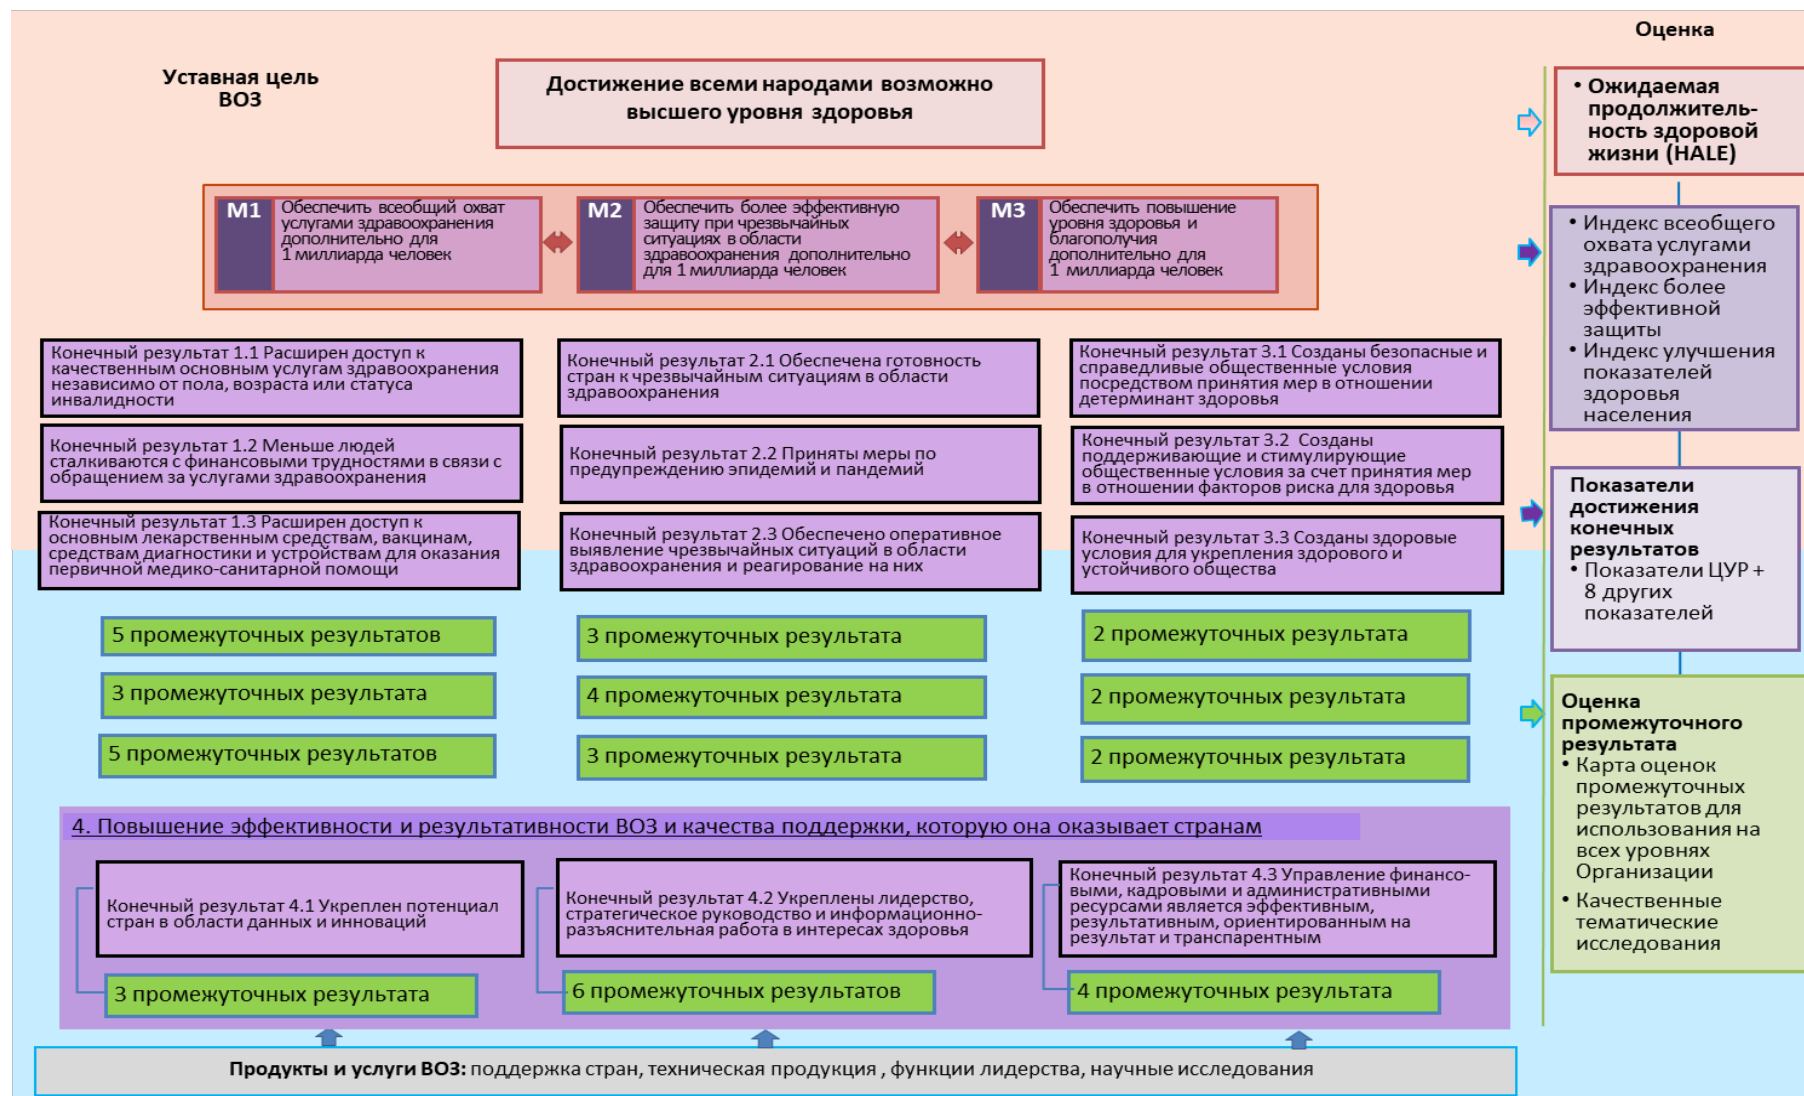 Оценка
Уставная цель
ВОЗ
Достижение всеми народами возможно
высшего уровня здоровья
• Ожидаемая
продолжитель-
ность здоровой
жизни (HALE)
M1
Обеспечить всеобщий охват
услугами здравоохранения
дополнительно для
1 миллиарда человек
M2
Обеспечить более эффективную
защиту при чрезвычайных
ситуациях в области
здравоохранения дополнительно
для 1 миллиарда человек
M3
Обеспечить повышение
уровня здоровья и
благополучия
дополнительно для
1 миллиарда человек
• Индекс всеобщего
охвата услугами
здравоохранения
• Индекс более
эффективной
защиты
• Индекс улучшения
показателей
здоровья
населения
Конечный результат 1.1 Расширен доступ к
качественным основным услугам здравоохранения
независимо от пола, возраста или статуса
инвалидности
Конечный результат 2.1 Обеспечена готовность
стран к чрезвычайным ситуациям в области
здравоохранения
Конечный результат 3.1 Созданы безопасные и
справедливые общественные условия
посредством принятия мер в отношении
детерминант здоровья
Конечный результат 1.2 Меньше людей
сталкиваются с финансовыми трудностями в связи с
обращением за услугами здравоохранения
Конечный результат 2.2 Приняты меры по
предупреждению эпидемий и пандемий
Конечный результат 3.2 Созданы
поддерживающие и стимулирующие
общественные условия за счет принятия мер
в отношении факторов риска для здоровья
Конечный результат 1.3 Расширен доступ к
основным лекарственным средствам, вакцинам,
средствам диагностики и устройствам для оказания
первичной медико-санитарной помощи
Конечный результат 2.3 Обеспечено оперативное
выявление чрезвычайных ситуаций в области
здравоохранения и реагирование на них
Конечный результат 3.3 Созданы здоровые
условия для укрепления здорового и
устойчивого общества
Показатели
достижения
конечных
результатов
• Показатели ЦУР +
8 других
показателей
5 промежуточных результатов
3 промежуточных результата
2 промежуточных результата
3 промежуточных результата
4 промежуточных результата
2 промежуточных результата
5 промежуточных результатов
3 промежуточных результата
2 промежуточных результата
Оценка
промежуточного
результата
• Карта оценок
промежуточных
результатов для
использования на
всех уровнях
Организации
• Качественные
тематические
исследования
4. Повышение эффективности и результативности ВОЗ и качества поддержки, которую она оказывает странам
Конечный результат 4.1 Укреплен потенциал
стран в области данных и инноваций
Конечный результат 4.2 Укреплены лидерство,
стратегическое руководство и информационно-
разъяснительная работа в интересах здоровья
Конечный результат 4.3 Управление финансо-
выми, кадровыми и административными
ресурсами является эффективным,
результативным, ориентированным на
результат и транспарентным
3 промежуточных результата
6 промежуточных результатов
4 промежуточных результата
Продукты и услуги ВОЗ: поддержка стран, техническая продукция , функции лидерства, научные исследования